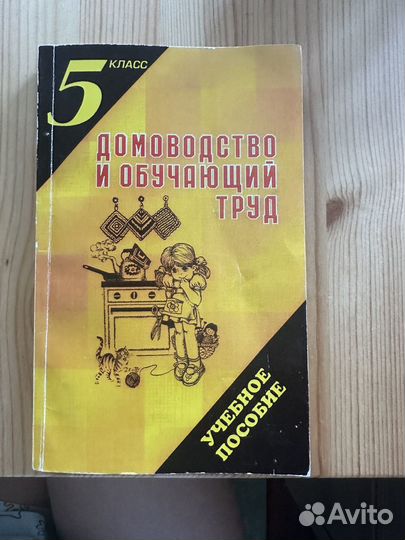 5 КЛАСС
ДОМОВОДСТВО
И ОБУЧАЮЩИЙ
ТРУД
УЧЕБНОЕ
ПОСОБИЕ
Avito